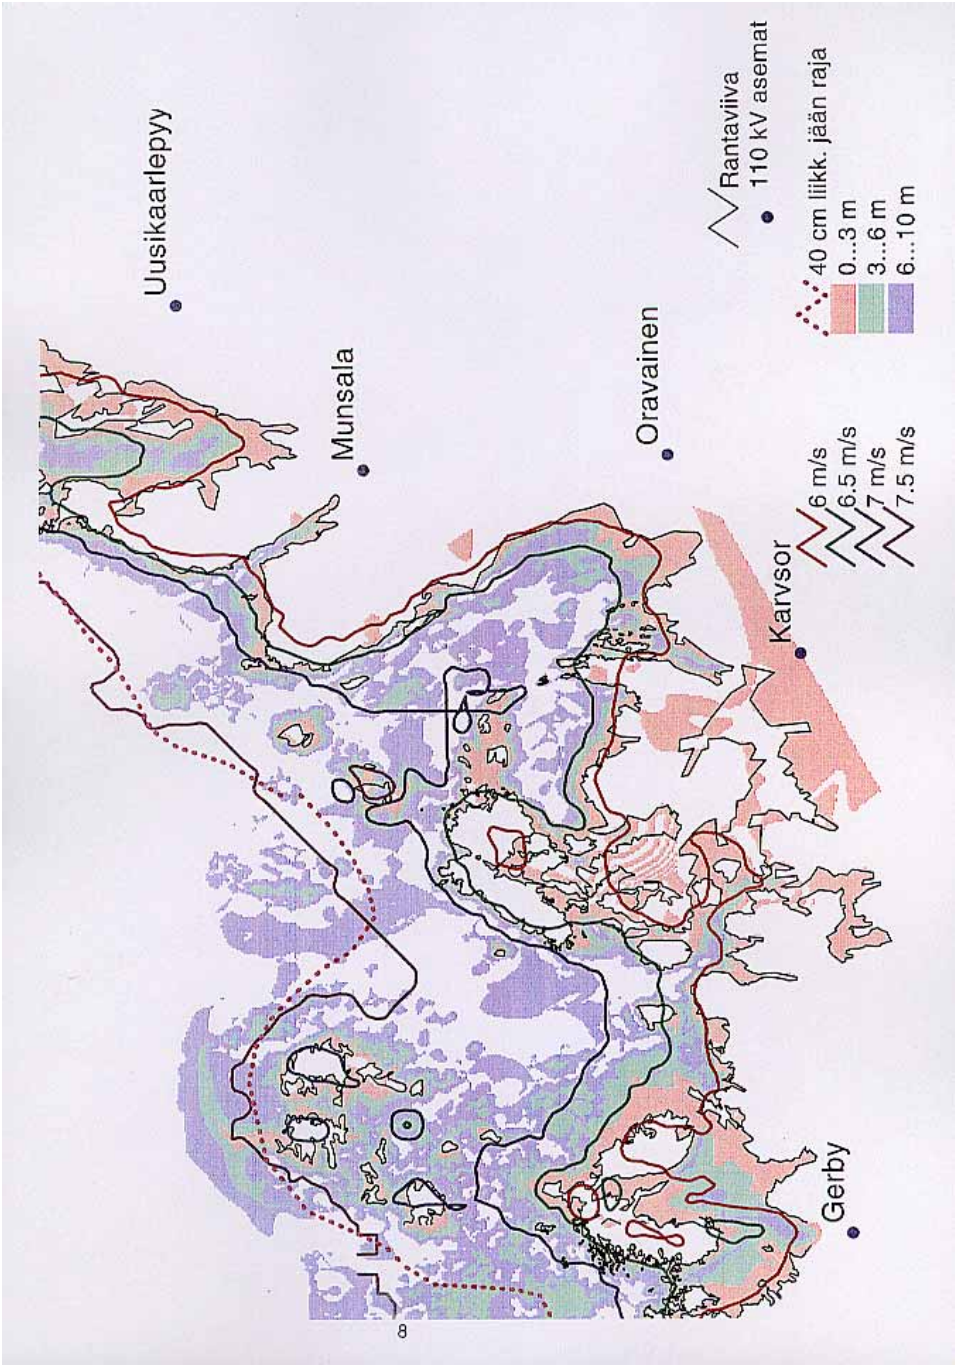 Uusikaarlepyy
Munsala
Oravainen
Karvsor
Gerby
Rantaviiva
110 kV asemat
40 cm liikk. jään raja
0...3 m
3...6 m
6...10 m
6 m/s
6.5 m/s
7 m/s
7.5 m/s
8